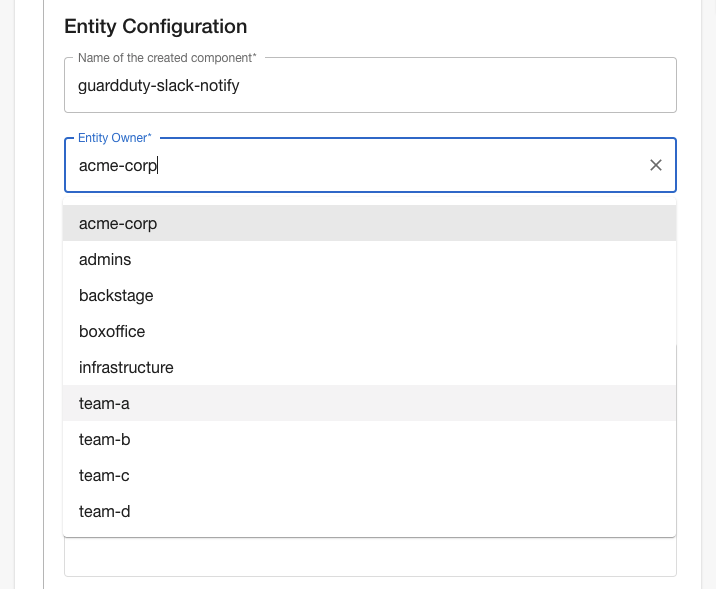 Entity Configuration
Name of the created component*
guardduty-slack-notify
Entity Owner*
acme-corp
acme-corp
admins
backstage
boxoffice
infrastructure
team-a
team-b
team-c
team-d